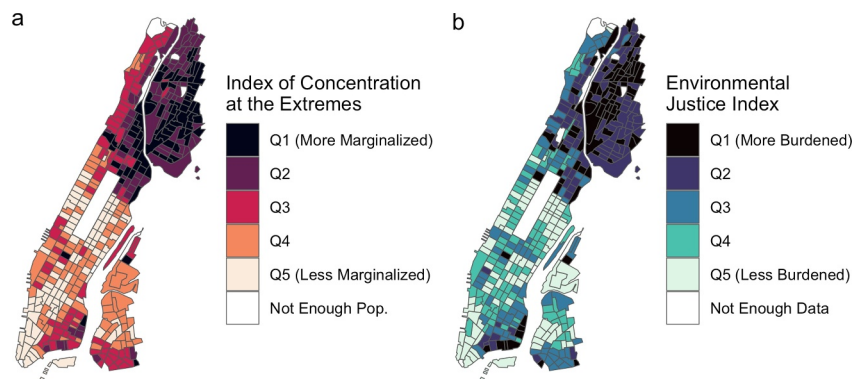 a
Index of Concentration
at the Extremes
Q1 (More Marginalized)
Q2
Q3
Q4
Q5 (Less Marginalized)
Not Enough Pop.
b
Environmental
Justice Index
Q1 (More Burdened)
Q2
Q3
Q4
Q5 (Less Burdened)
Not Enough Data